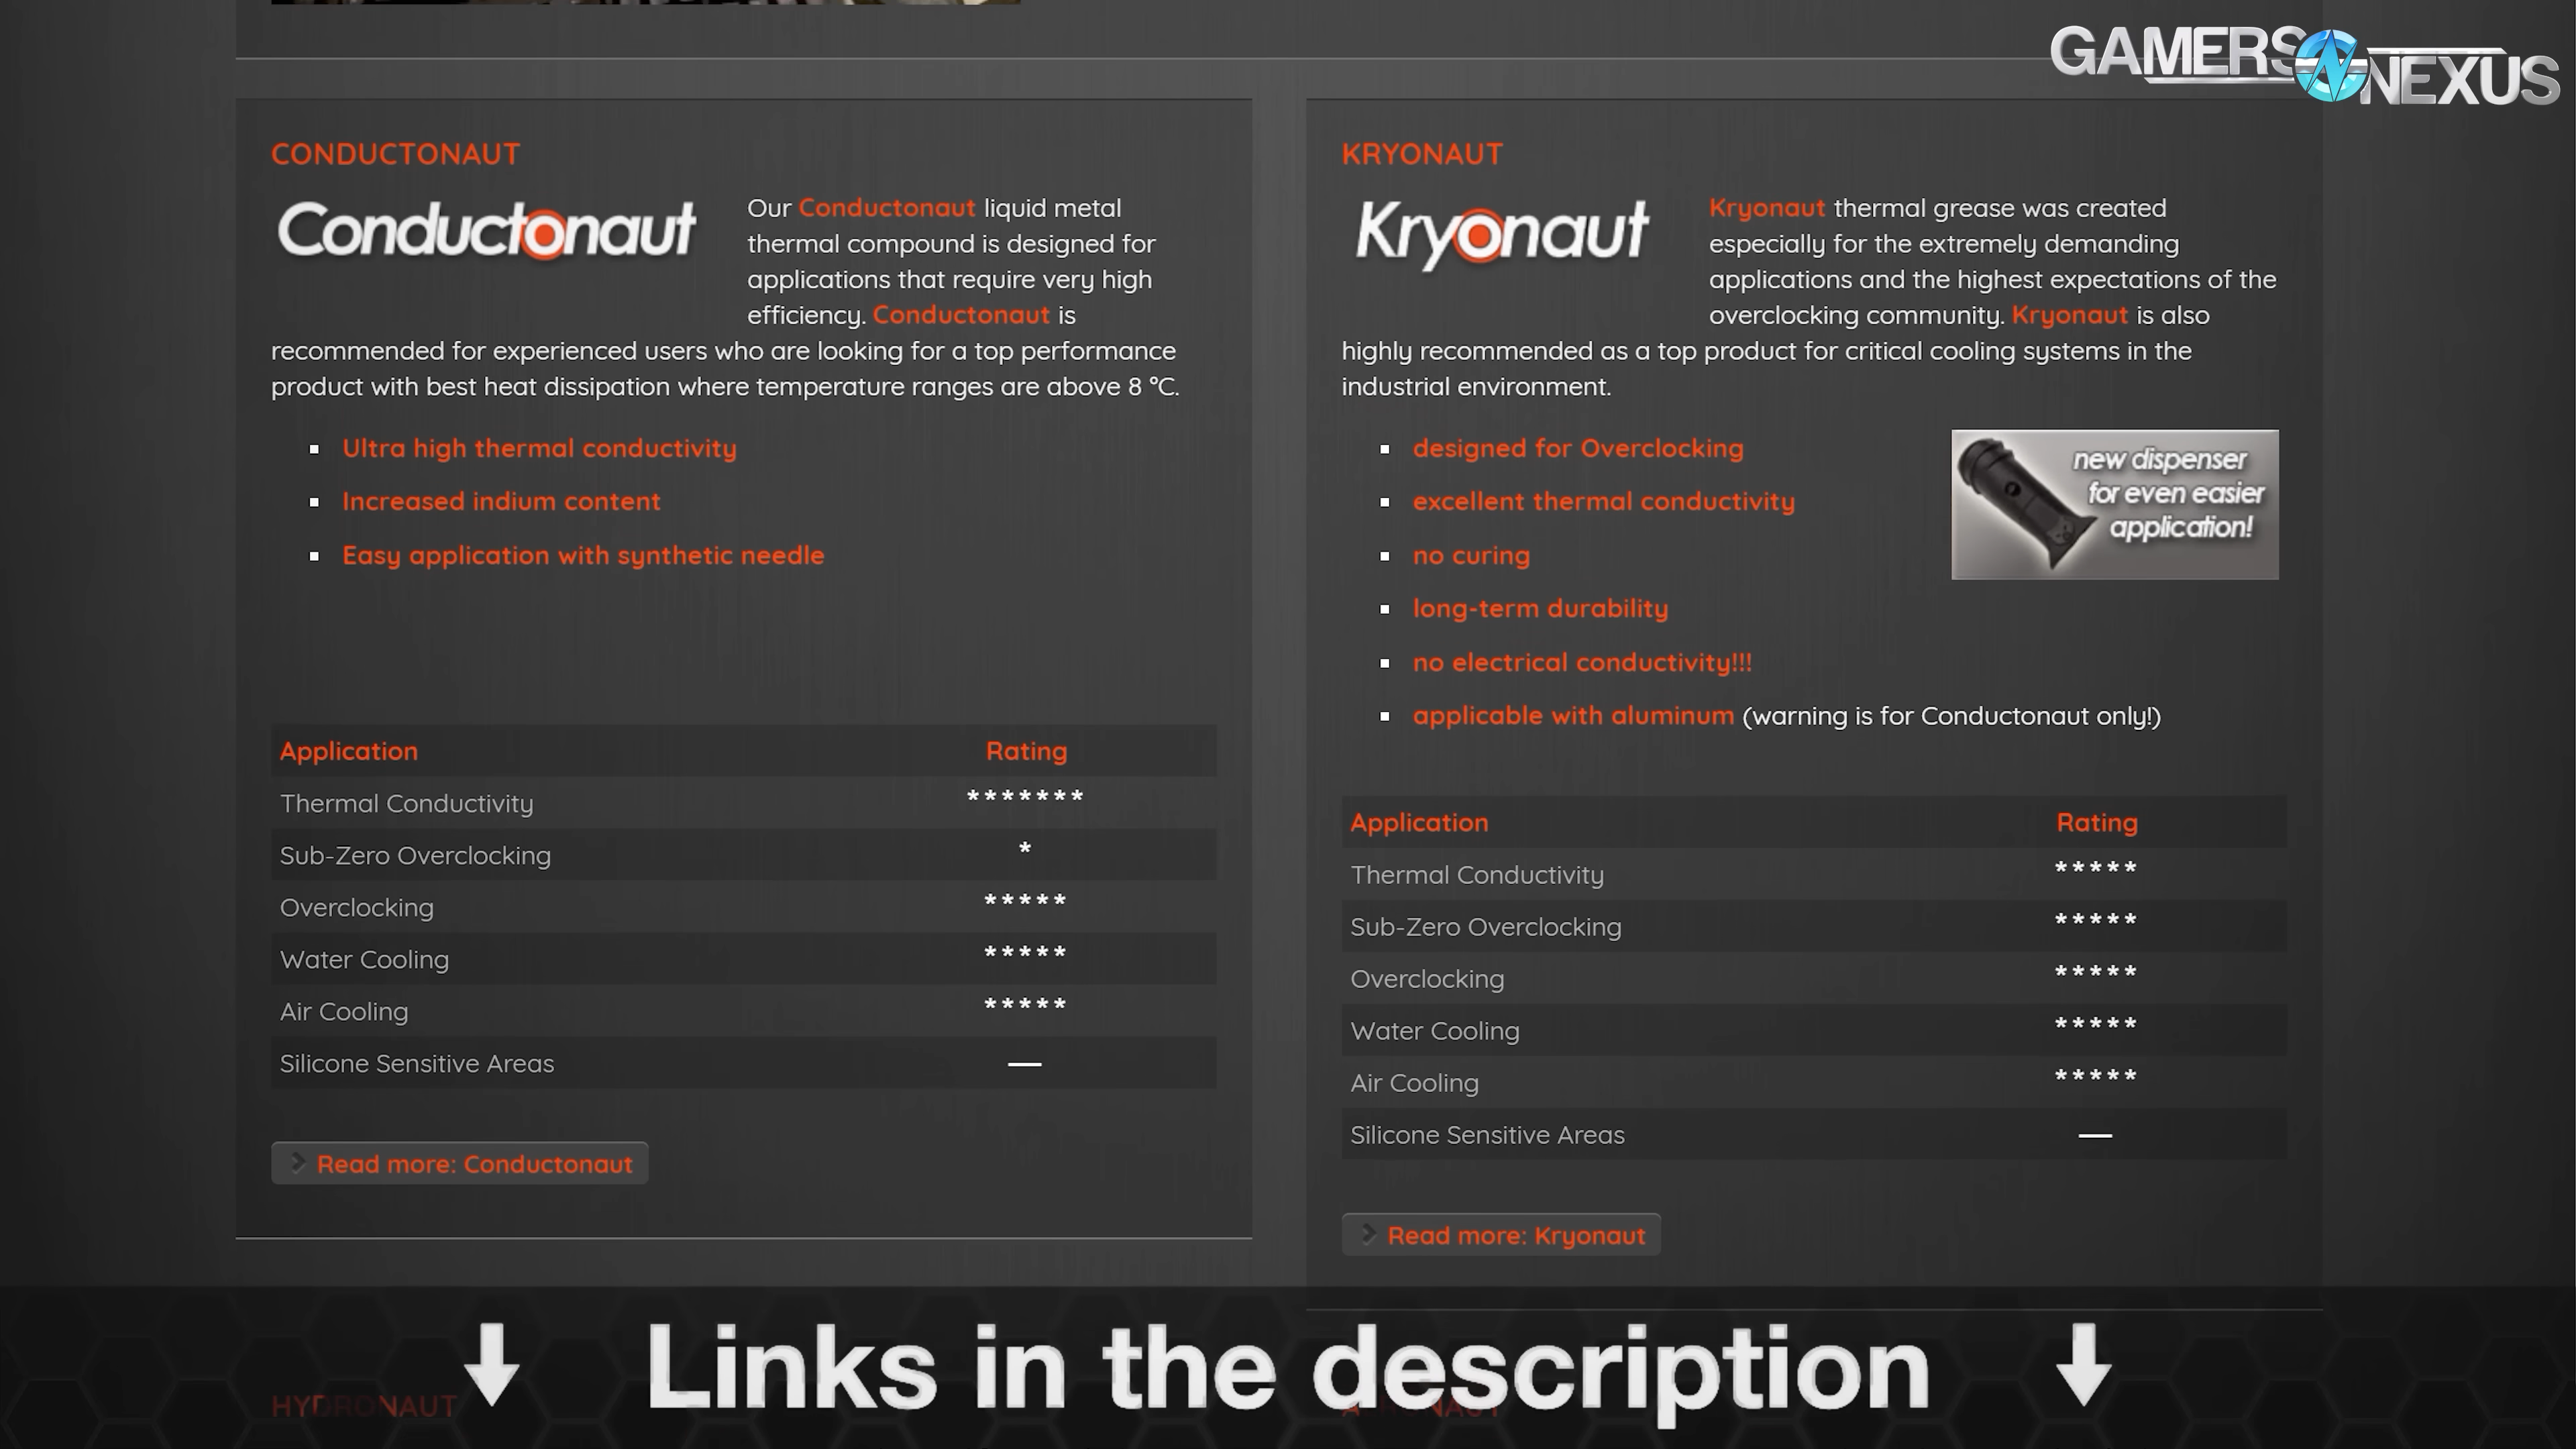 GAMERS NEXUS
CONDUCTONAUT
Conductonaut
Our Conductonaut liquid metal
thermal compound is designed for
applications that require very high
efficiency. Conductonaut is
recommended for experienced users who are looking for a top performance
product with best heat dissipation where temperature ranges are above 8 °C.
Ultra high thermal conductivity
Increased indium content
Easy application with synthetic needle
Application Rating
Thermal Conductivity *******
Sub-Zero Overclocking *
Overclocking *****
Water Cooling *****
Air Cooling *****
Silicone Sensitive Areas —
Read more: Conductonaut
KRYONAUT
Kryonaut
Kryonaut thermal grease was created
especially for the extremely demanding
applications and the highest expectations of the
overclocking community. Kryonaut is also
highly recommended as a top product for critical cooling systems in the
industrial environment.
designed for Overclocking
excellent thermal conductivity
no curing
long-term durability
no electrical conductivity!!!
applicable with aluminum (warning is for Conductonaut only!)
new dispenser
for even easier
application!
Application Rating
Thermal Conductivity *****
Sub-Zero Overclocking *****
Overclocking *****
Water Cooling *****
Air Cooling *****
Silicone Sensitive Areas —
Read more: Kryonaut
Links in the description
HYDRONAUT